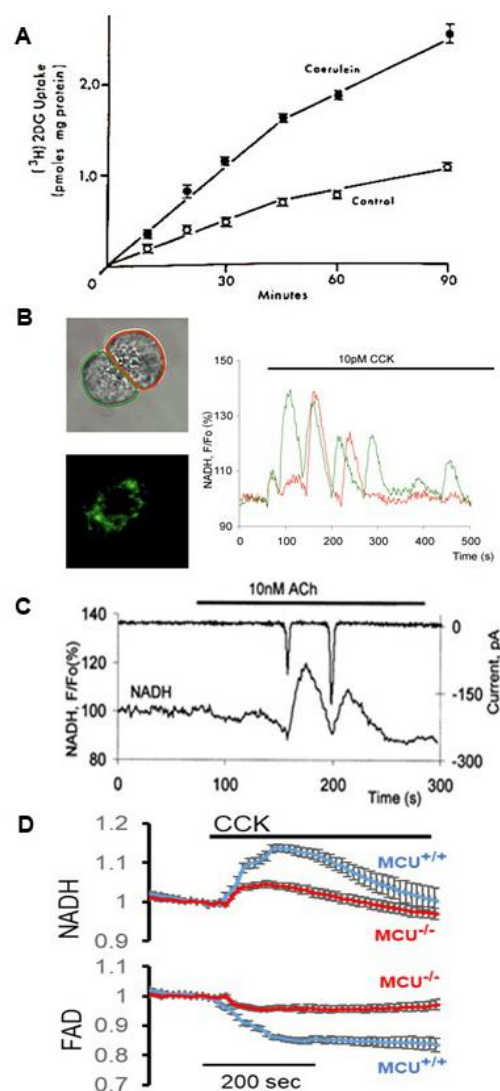 A
[³H] 2DG Uptake
(pmoles mg protein)
2.0
1.0
0
Caerulein
Control
30
60
90
Minutes
B
10pM CCK
NADH, F/Fo (%)
150
130
110
90
0
100
200
300
400
500
Time (s)
C
10nM ACh
NADH, F/Fo(%)
140
120
100
80
NADH
0
-150
-300
Current, pA
0
100
200
300
Time (s)
D
CCK
NADH
1.2
1.1
1
0.9
MCU+/+
MCU-/-
FAD
1.1
1
0.9
0.8
0.7
MCU-/-
MCU+/+
200 sec